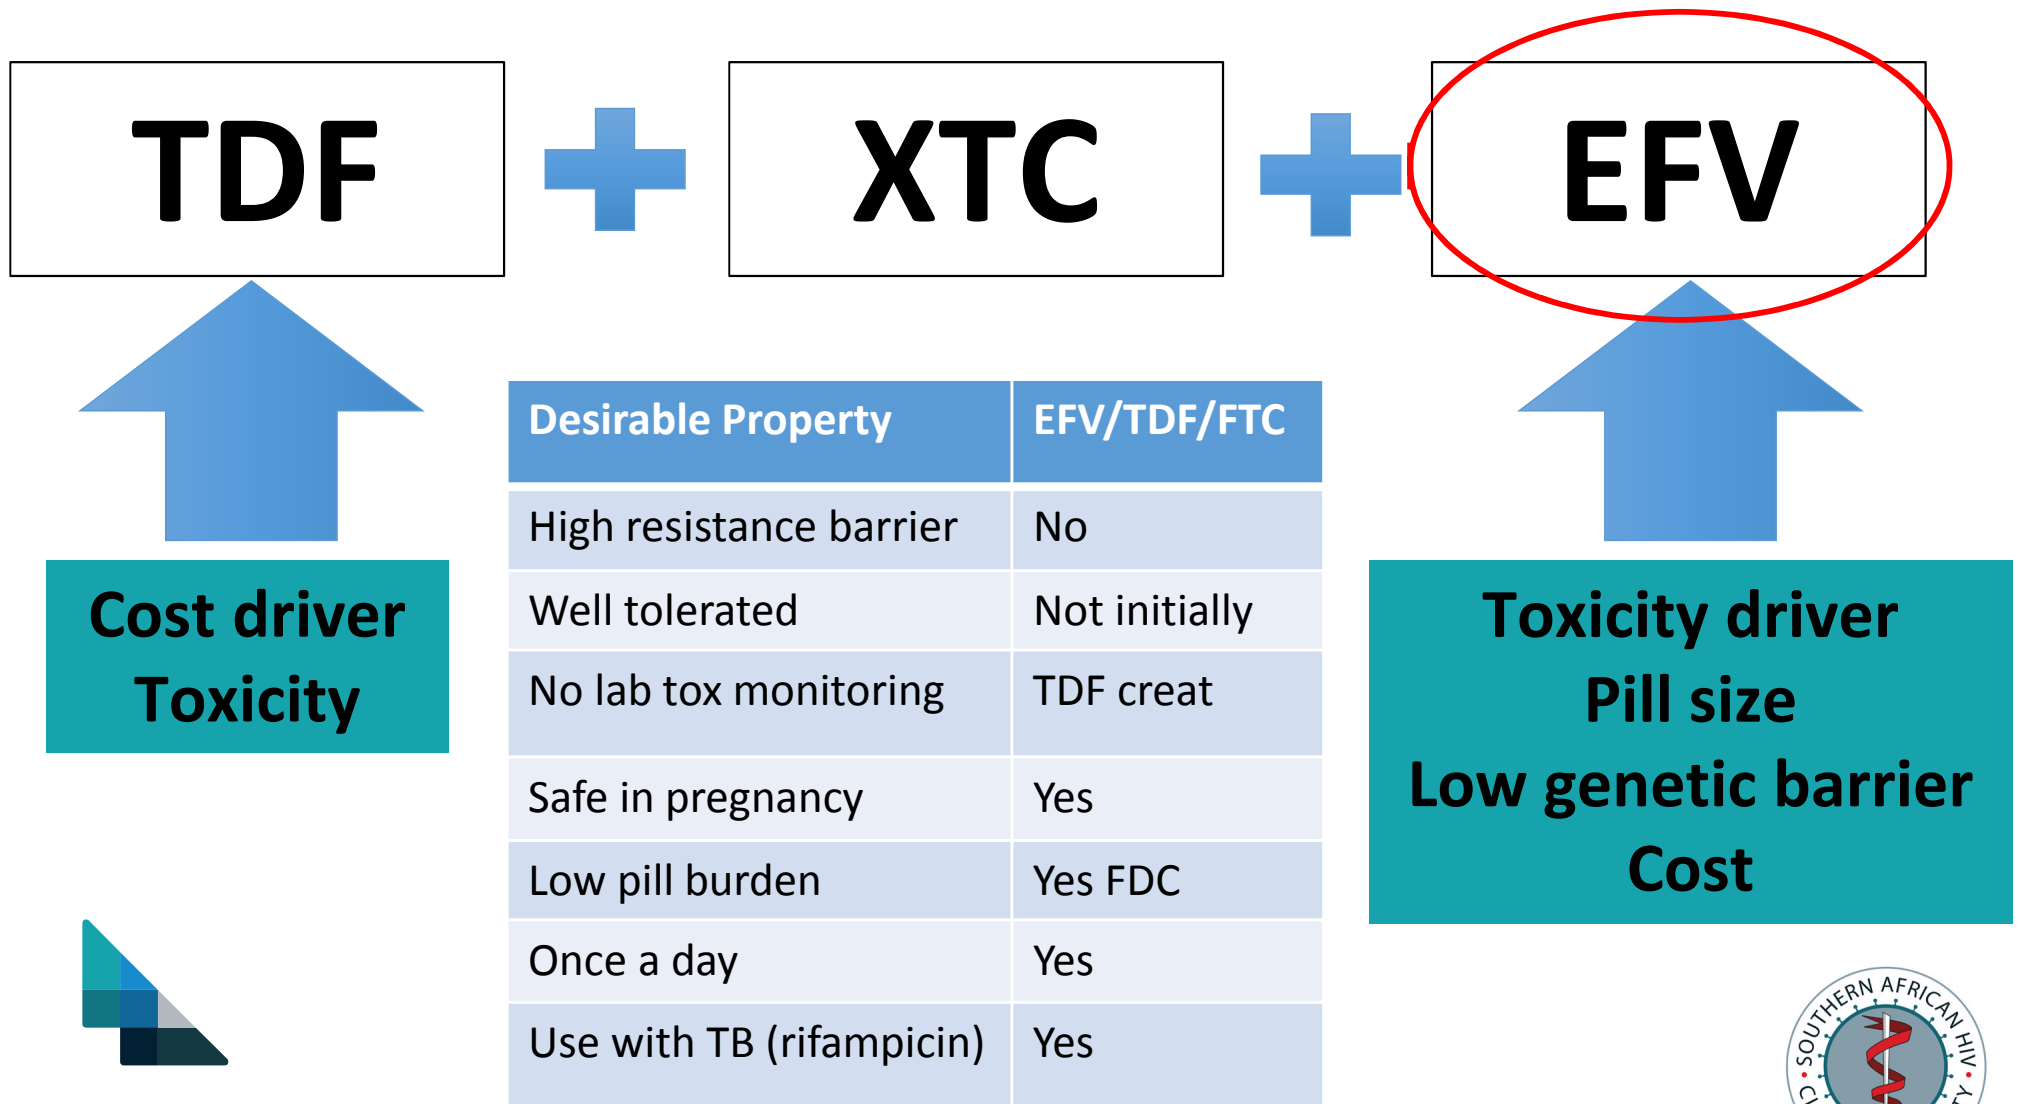 TDF
XTC
EFV
Cost driver
Toxicity
Desirable Property EFV/TDF/FTC
High resistance barrier No
Well tolerated Not initially
No lab tox monitoring TDF creat
Safe in pregnancy Yes
Low pill burden Yes FDC
Once a day Yes
Use with TB (rifampicin) Yes
Toxicity driver
Pill size
Low genetic barrier
Cost
SOUTHERN AFRICAN HIV